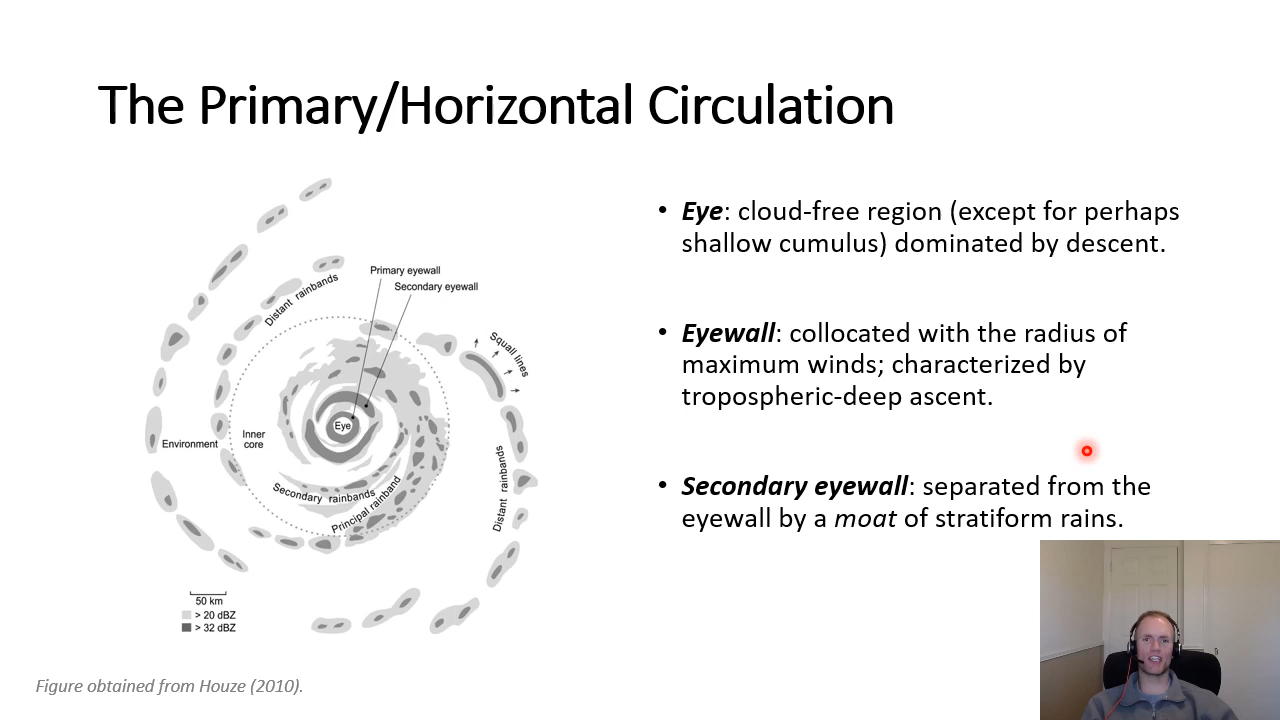 The Primary/Horizontal Circulation
Primary eyewall
Secondary eyewall
Distant rainbands
Squall lines
Eye
Environment
Inner
core
Secondary rainbands
Principal rainband
Distant rainbands
50 km
> 20 dBZ
> 32 dBZ
• Eye: cloud-free region (except for perhaps
shallow cumulus) dominated by descent.
• Eyewall: collocated with the radius of
maximum winds; characterized by
tropospheric-deep ascent.
• Secondary eyewall: separated from the
eyewall by a moat of stratiform rains.
Figure obtained from Houze (2010).